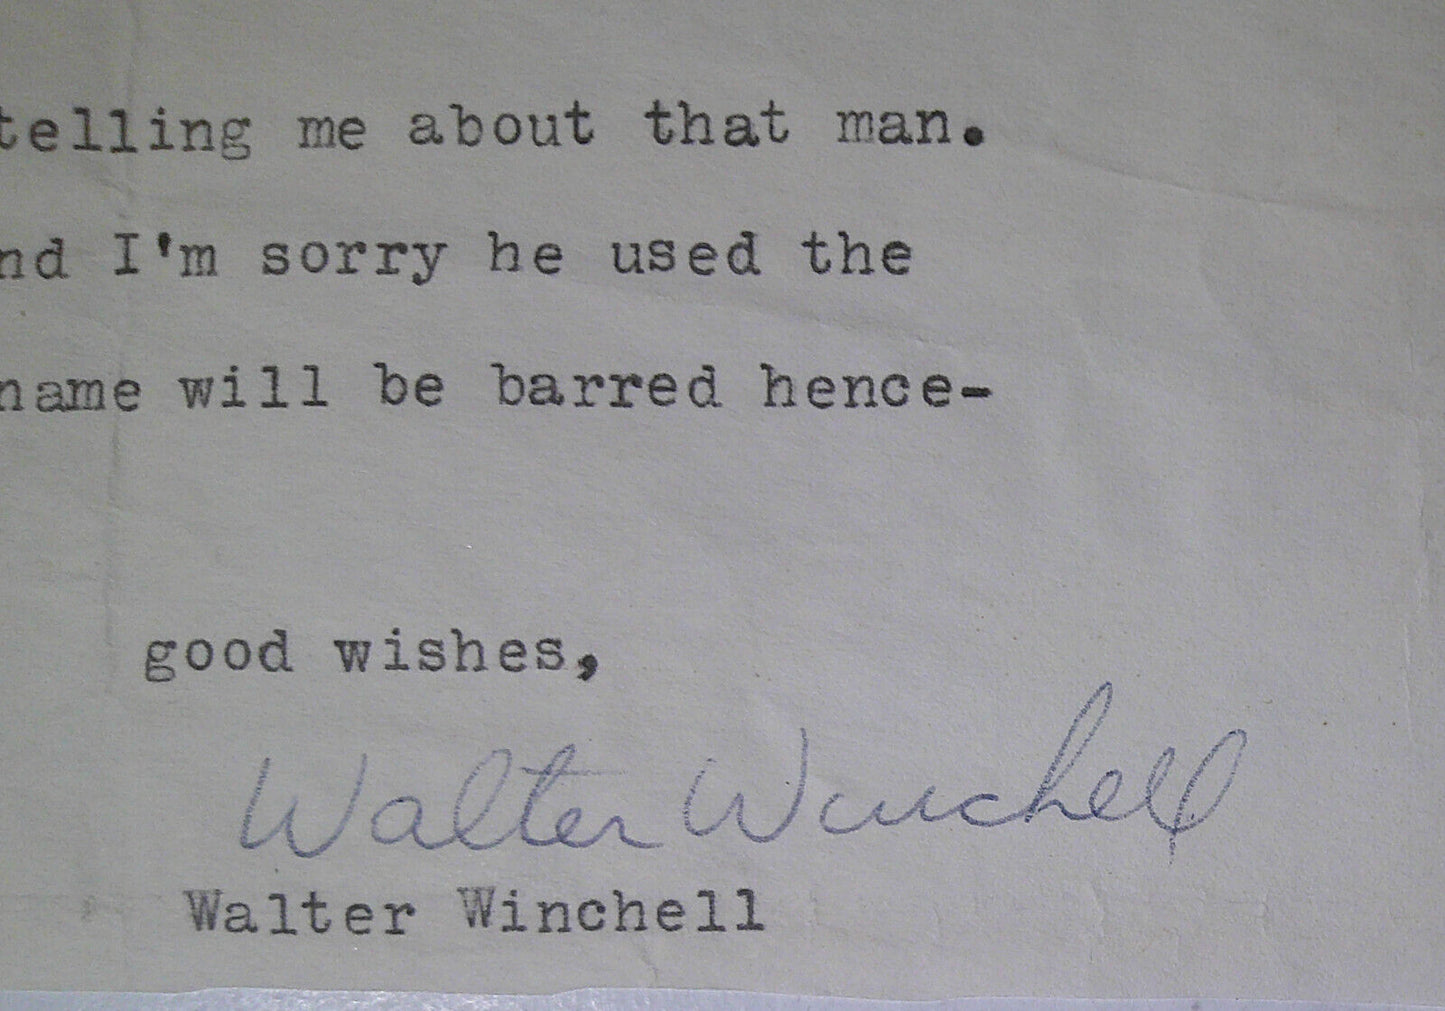 telling me about that man.
nd I'm sorry he used the
name will be barred hence-
good wishes,
Walter Winchell
Walter Winchell